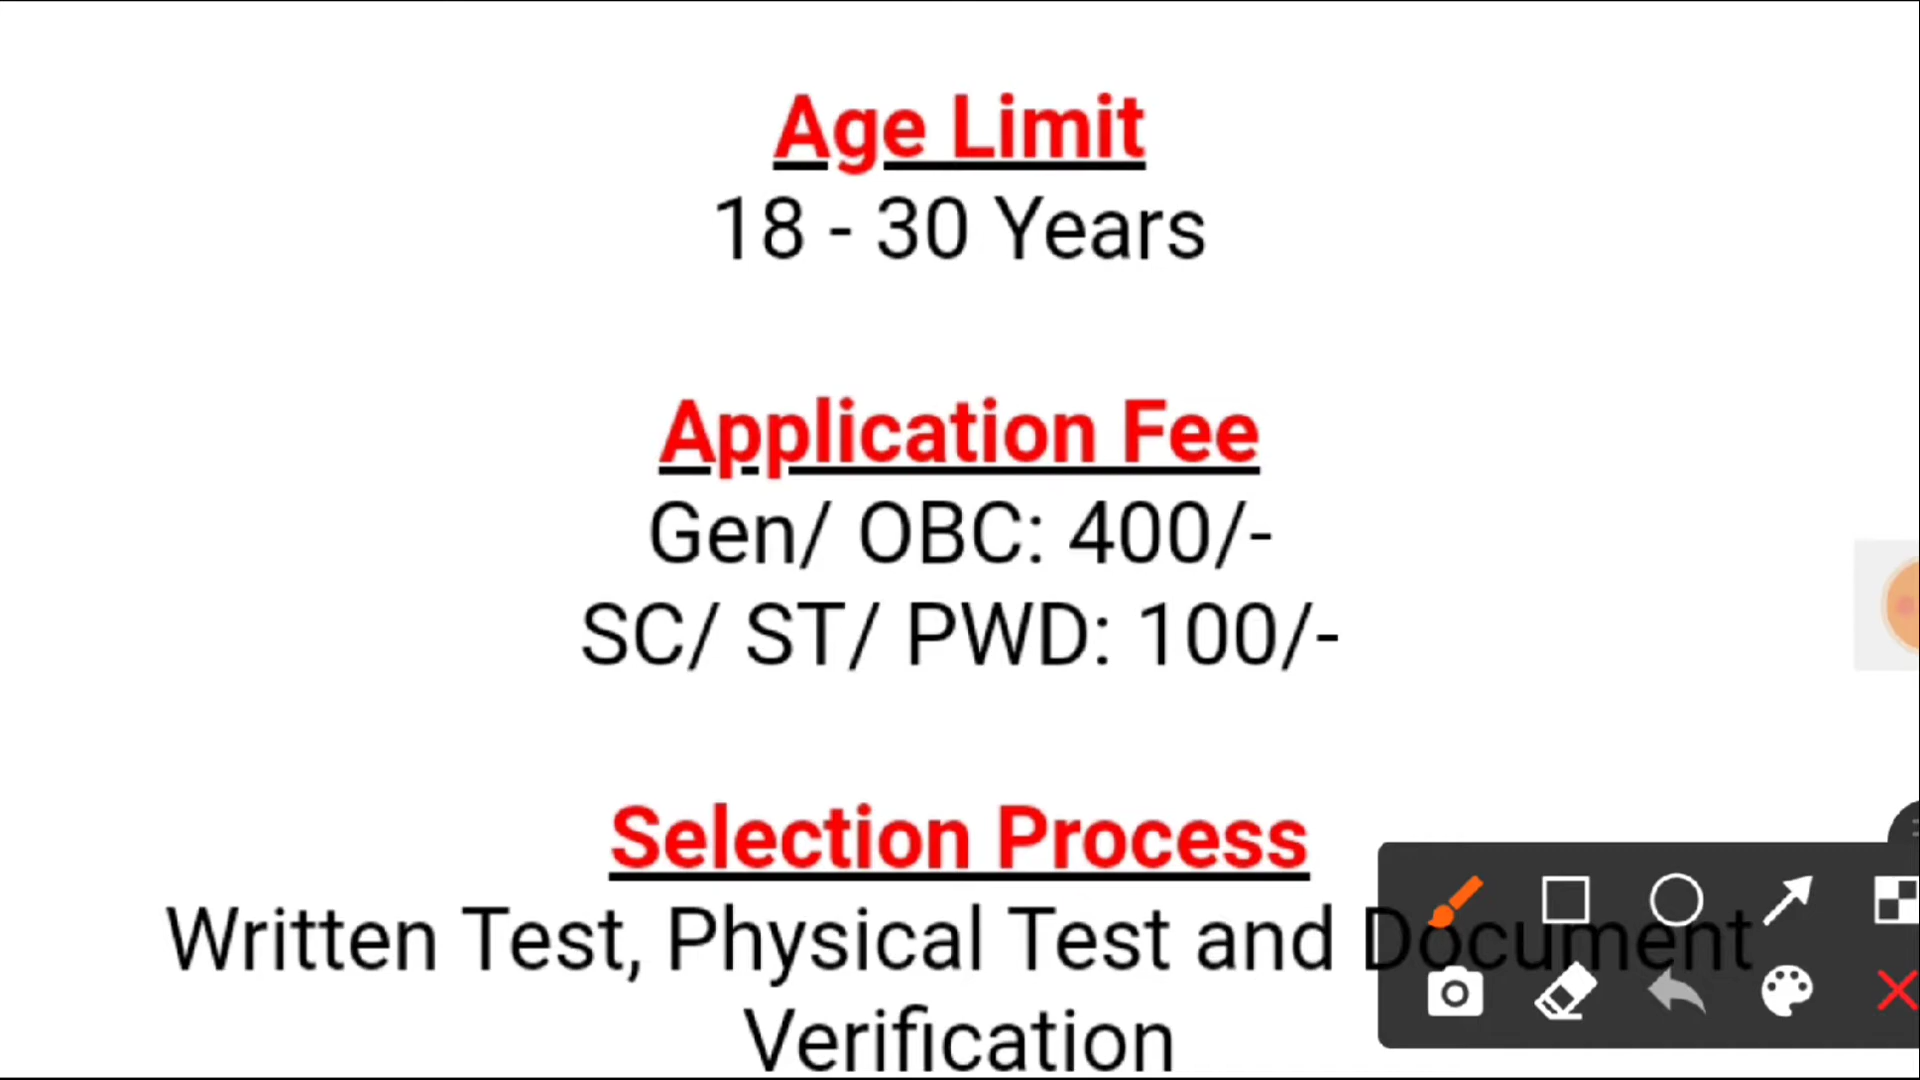 Age Limit
18 - 30 Years
Application Fee
Gen/ OBC: 400/-
SC/ ST/ PWD: 100/-
Selection Process
Written Test, Physical Test and Document
Verification